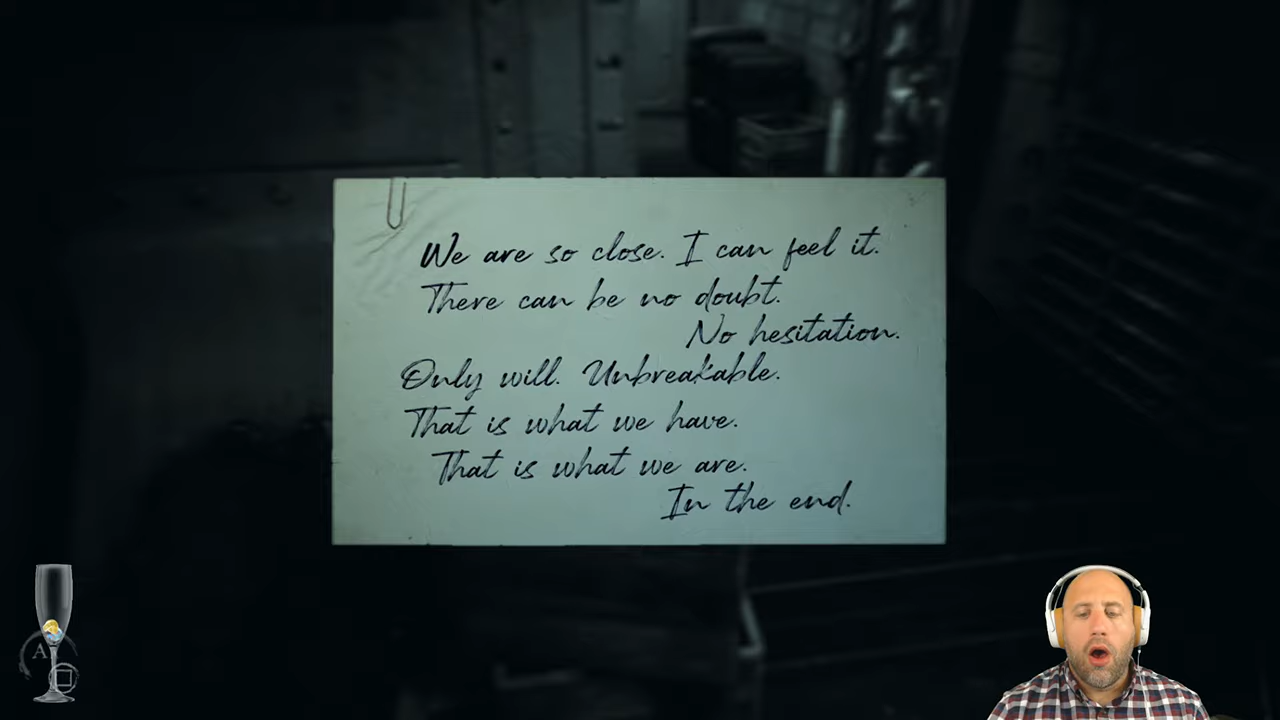 We are so close. I can feel it.
There can be no doubt.
No hesitation.
Only will. Unbreakable.
That is what we have.
That is what we are.
In the end.
A